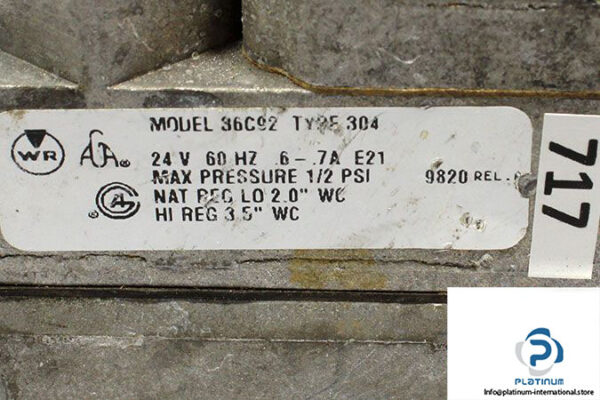 MODEL 36C92 TYPE 304
WR
24 V 60 HZ .6-.7A E21
MAX PRESSURE 1/2 PSI
9820 REL.
NAT REG LO 2.0" WC
HI REG 3.5" WC
717
PLATINUM
Info@platinum-international.store